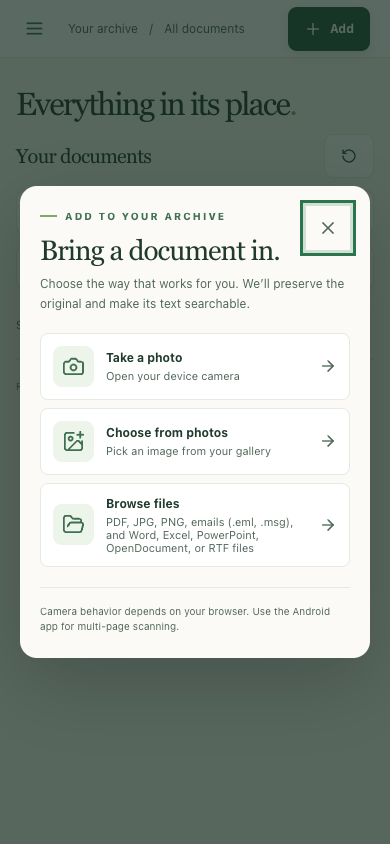 Your archive / All documents
Add
Everything in its place.
Your documents
ADD TO YOUR ARCHIVE
Bring a document in.
Choose the way that works for you. We’ll preserve the
original and make its text searchable.
Take a photo
Open your device camera
Choose from photos
Pick an image from your gallery
Browse files
PDF, JPG, PNG, emails (.eml, .msg),
and Word, Excel, PowerPoint,
OpenDocument, or RTF files
Camera behavior depends on your browser. Use the Android
app for multi-page scanning.